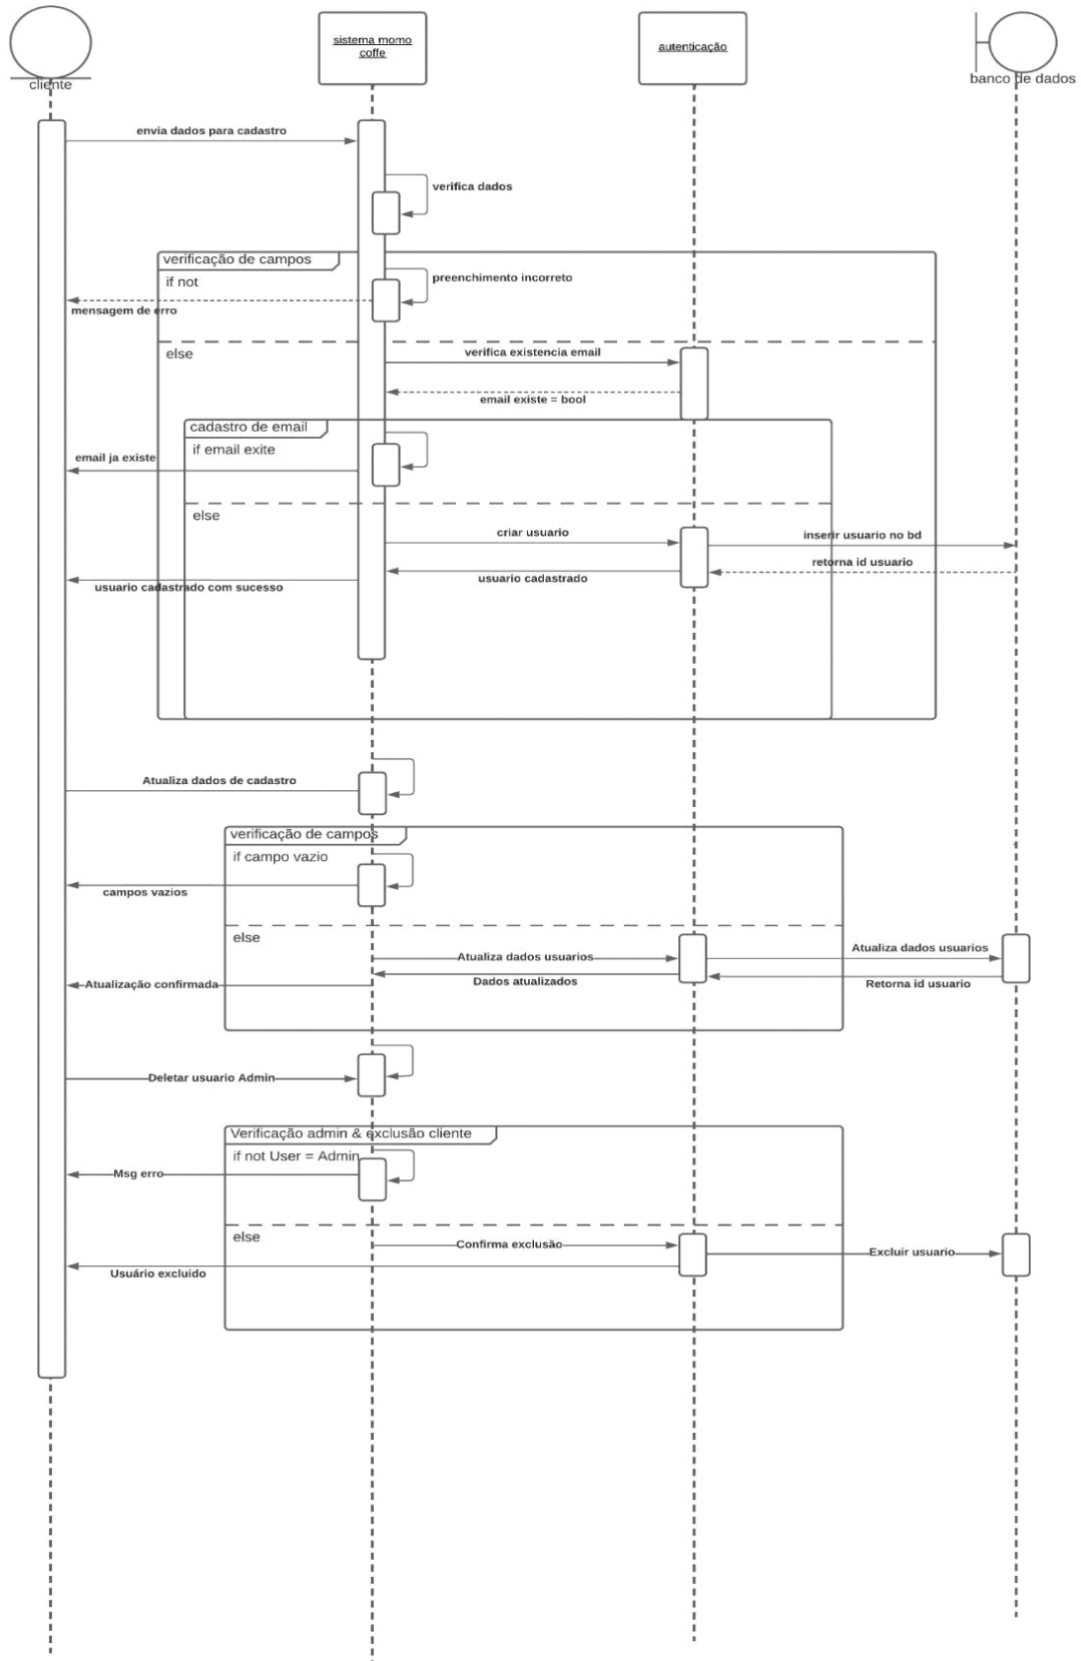 sistema momo
coffe
autenticação
cliente
banco de dados
envia dados para cadastro
verifica dados
verificação de campos
if not
preenchimento incorreto
mensagem de erro
else
verifica existencia email
email existe = bool
cadastro de email
if email exite
email ja existe
else
criar usuario
inserir usuario no bd
retorna id usuario
usuario cadastrado
usuario cadastrado com sucesso
Atualiza dados de cadastro
verificação de campos
if campo vazio
campos vazios
else
Atualiza dados usuarios
Atualiza dados usuarios
Dados atualizados
Retorna id usuario
Atualização confirmada
Deletar usuario Admin
Verificação admin & exclusão cliente
if not User = Admin
Msg erro
else
Confirma exclusão
Excluir usuario
Usuário excluido